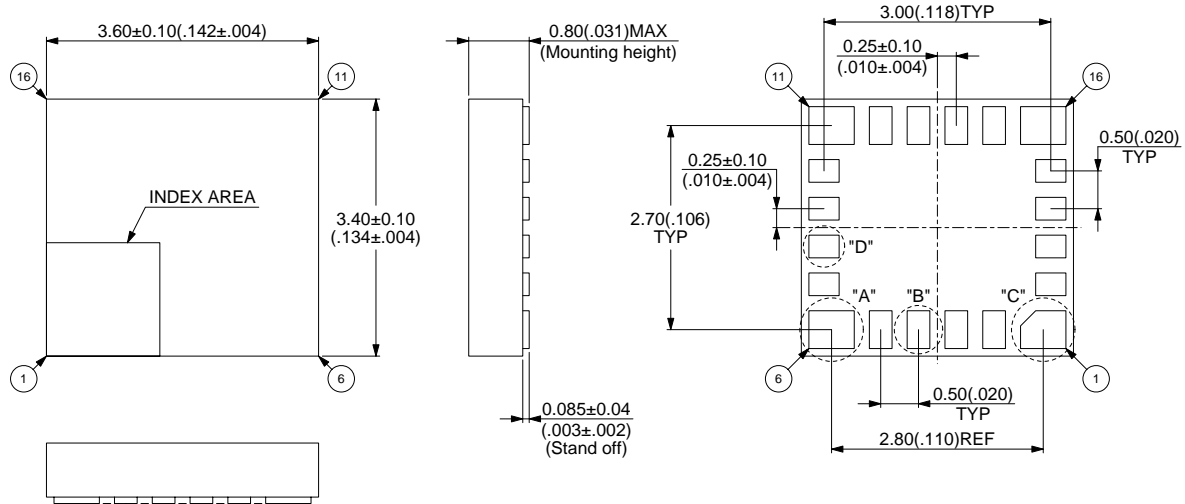 3.60±0.10(.142±.004)
16
11
INDEX AREA
3.40±0.10
(.134±.004)
1
6
0.80(.031)MAX
(Mounting height)
0.085±0.04
(.003±.002)
(Stand off)
3.00(.118)TYP
0.25±0.10
(.010±.004)
11
16
0.50(.020)
TYP
0.25±0.10
(.010±.004)
2.70(.106)
TYP
"D"
"A"
"B"
"C"
6
1
0.50(.020)
TYP
2.80(.110)REF